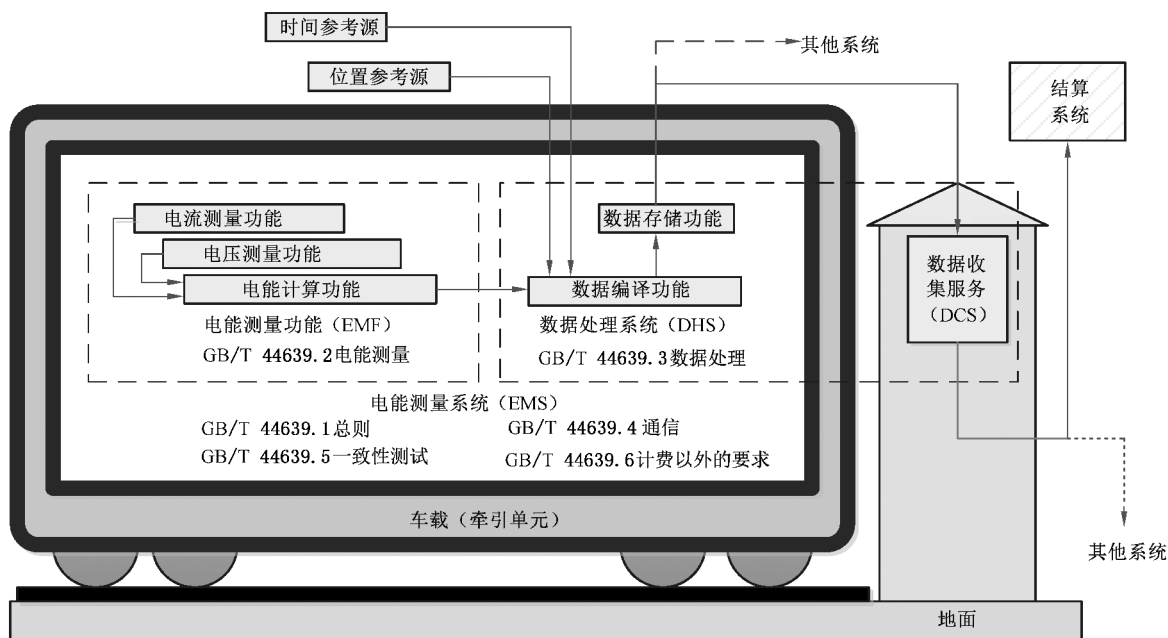 时间参考源
其他系统
位置参考源
结算
系统
电流测量功能
数据存储功能
电压测量功能
数据收
集服务
（DCS）
电能计算功能
数据编译功能
电能测量功能（EMF）
数据处理系统（DHS）
GB/T 44639.2电能测量
GB/T 44639.3数据处理
电能测量系统（EMS）
GB/T 44639.1总则
GB/T 44639.4通信
GB/T 44639.5一致性测试
GB/T 44639.6计费以外的要求
车载（牵引单元）
其他系统
地面